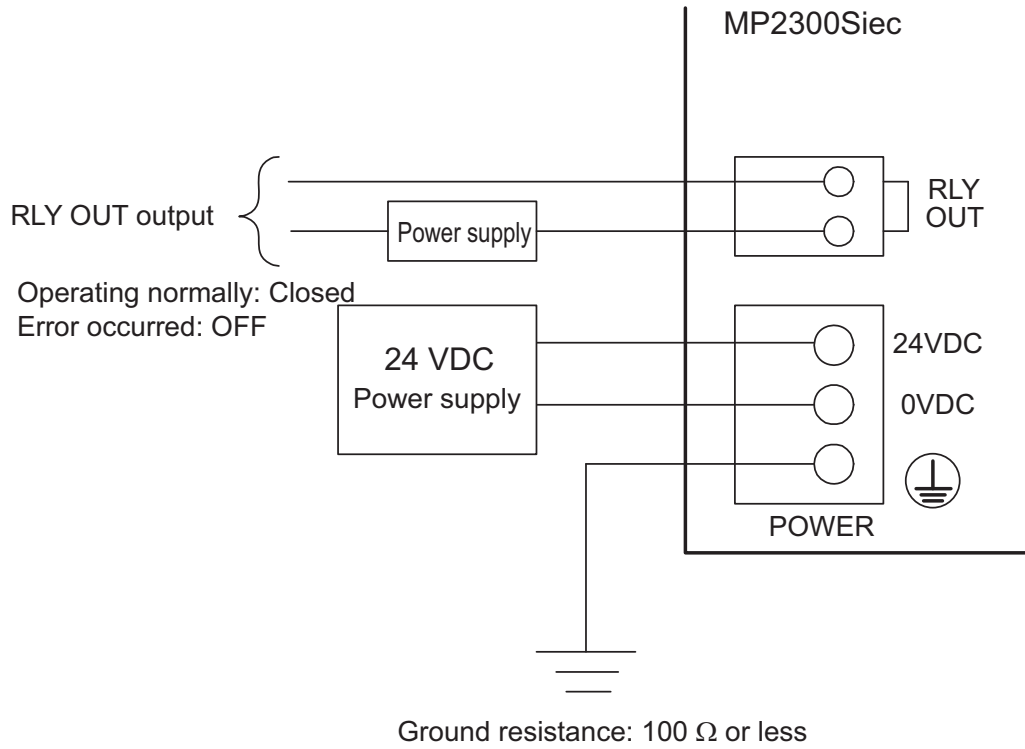 MP2300Siec
RLY OUT output
Power supply
RLY
OUT
Operating normally: Closed
Error occurred: OFF
24 VDC
Power supply
24VDC
0VDC
POWER
Ground resistance: 100 Ω or less